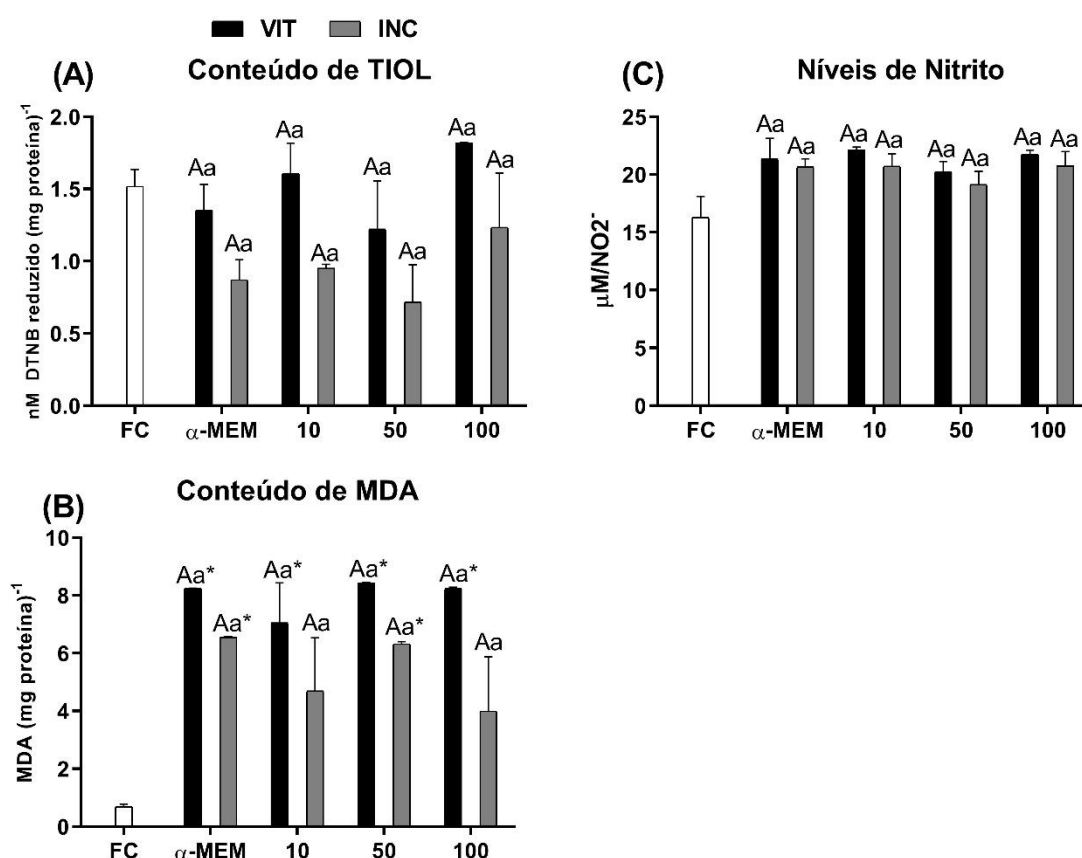 VIT INC
(A) Conteúdo de TIOL
nM DTNB reduzido (mg proteína)⁻¹
2.0
1.5
1.0
0.5
0.0
Aa Aa Aa Aa Aa Aa Aa Aa
FC α-MEM 10 50 100
(C) Níveis de Nitrito
µM/NO2⁻
25
20
15
10
5
0
Aa Aa Aa Aa Aa Aa Aa Aa
FC α-MEM 10 50 100
(B) Conteúdo de MDA
MDA (mg proteína)⁻¹
10
8
6
4
2
0
Aa* Aa* Aa* Aa Aa* Aa* Aa* Aa
FC α-MEM 10 50 100